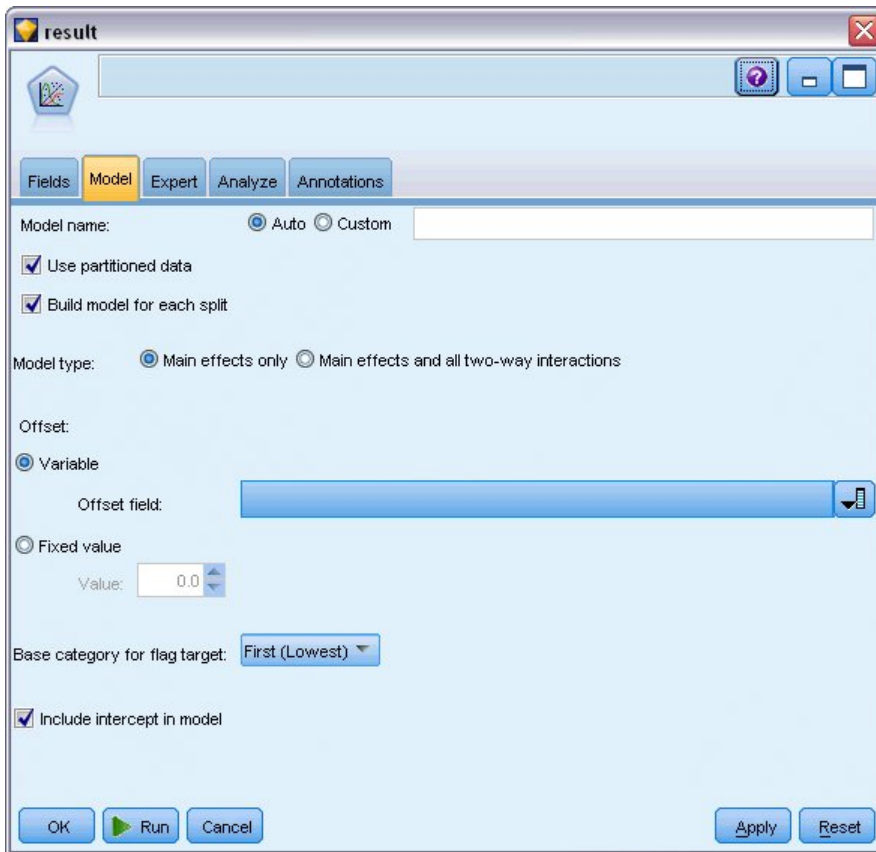 result
Fields Model Expert Analyze Annotations
Model name: Auto Custom
Use partitioned data
Build model for each split
Model type: Main effects only Main effects and all two-way interactions
Offset:
Variable
Offset field:
Fixed value
Value: 0.0
Base category for flag target: First (Lowest)
Include intercept in model
OK Run Cancel Apply Reset